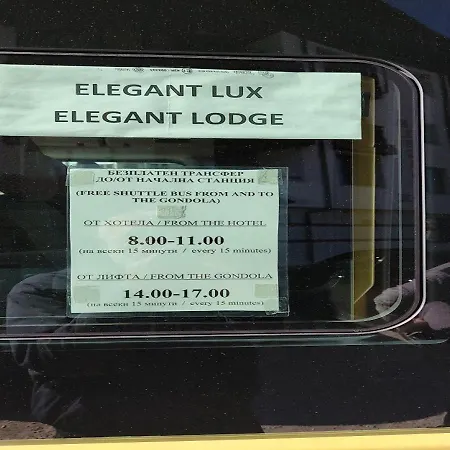 ELEGANT LUX
ELEGANT LODGE
БЕЗПЛАТЕН ТРАНСФЕР
ДО/ОТ НАЧАЛНА СТАНЦИЯ
(FREE SHUTTLE BUS FROM AND TO
THE GONDOLA)
ОТ ХОТЕЛА / FROM THE HOTEL
8.00-11.00
(на всеки 15 минути / every 15 minutes)
ОТ ЛИФТА / FROM THE GONDOLA
14.00-17.00
(на всеки 15 минути / every 15 minutes)